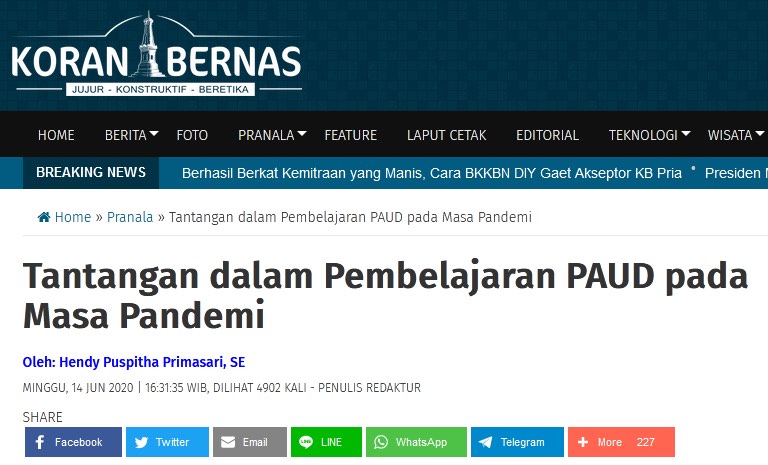 KORAN BERNAS
JUJUR - KONSTRUKTIF - BERETIKA
HOME BERITA FOTO PRANALA FEATURE LAPUT CETAK EDITORIAL TEKNOLOGI WISATA
BREAKING NEWS Berhasil Berkat Kemitraan yang Manis, Cara BKKBN DIY Gaet Akseptor KB Pria • Presiden
Home » Pranala » Tantangan dalam Pembelajaran PAUD pada Masa Pandemi
Tantangan dalam Pembelajaran PAUD pada
Masa Pandemi
Oleh: Hendy Puspitha Primasari, SE
MINGGU, 14 JUN 2020 | 16:31:35 WIB, DILIHAT 4902 KALI - PENULIS REDAKTUR
SHARE
Facebook Twitter Email LINE WhatsApp Telegram More 227